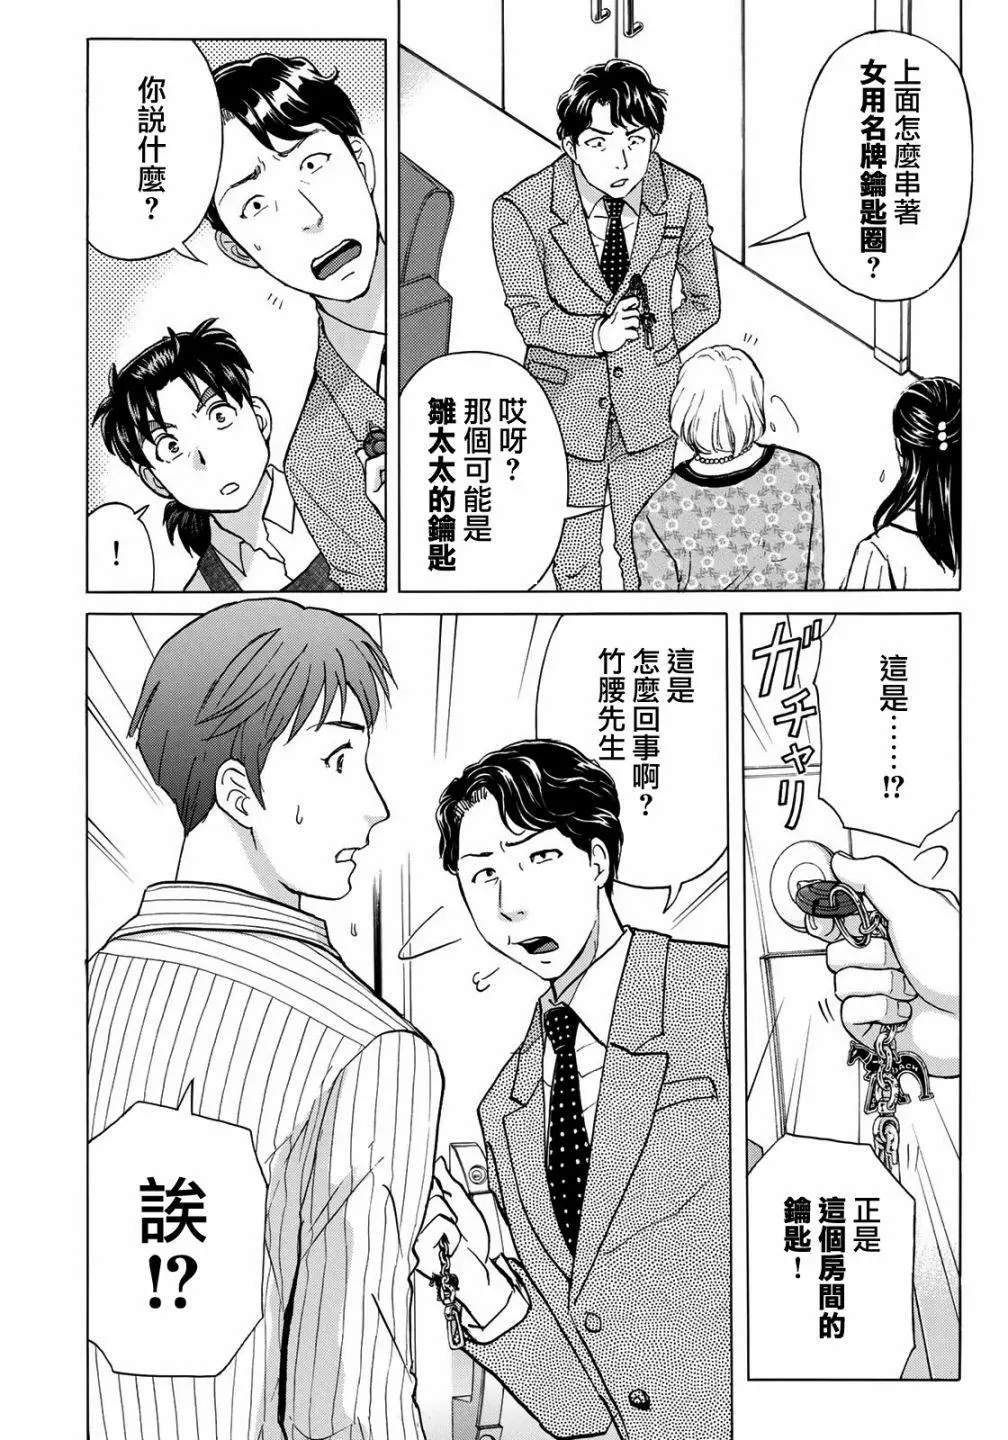 上面怎麼串著
女用名牌鑰匙圈？
哎呀？
那個可能是
雛太太的鑰匙
你說什麼？
！
這是……!?
ガチャリ
正是
這個房間的
鑰匙！
這是
怎麼回事啊？
竹腰先生
誒!?